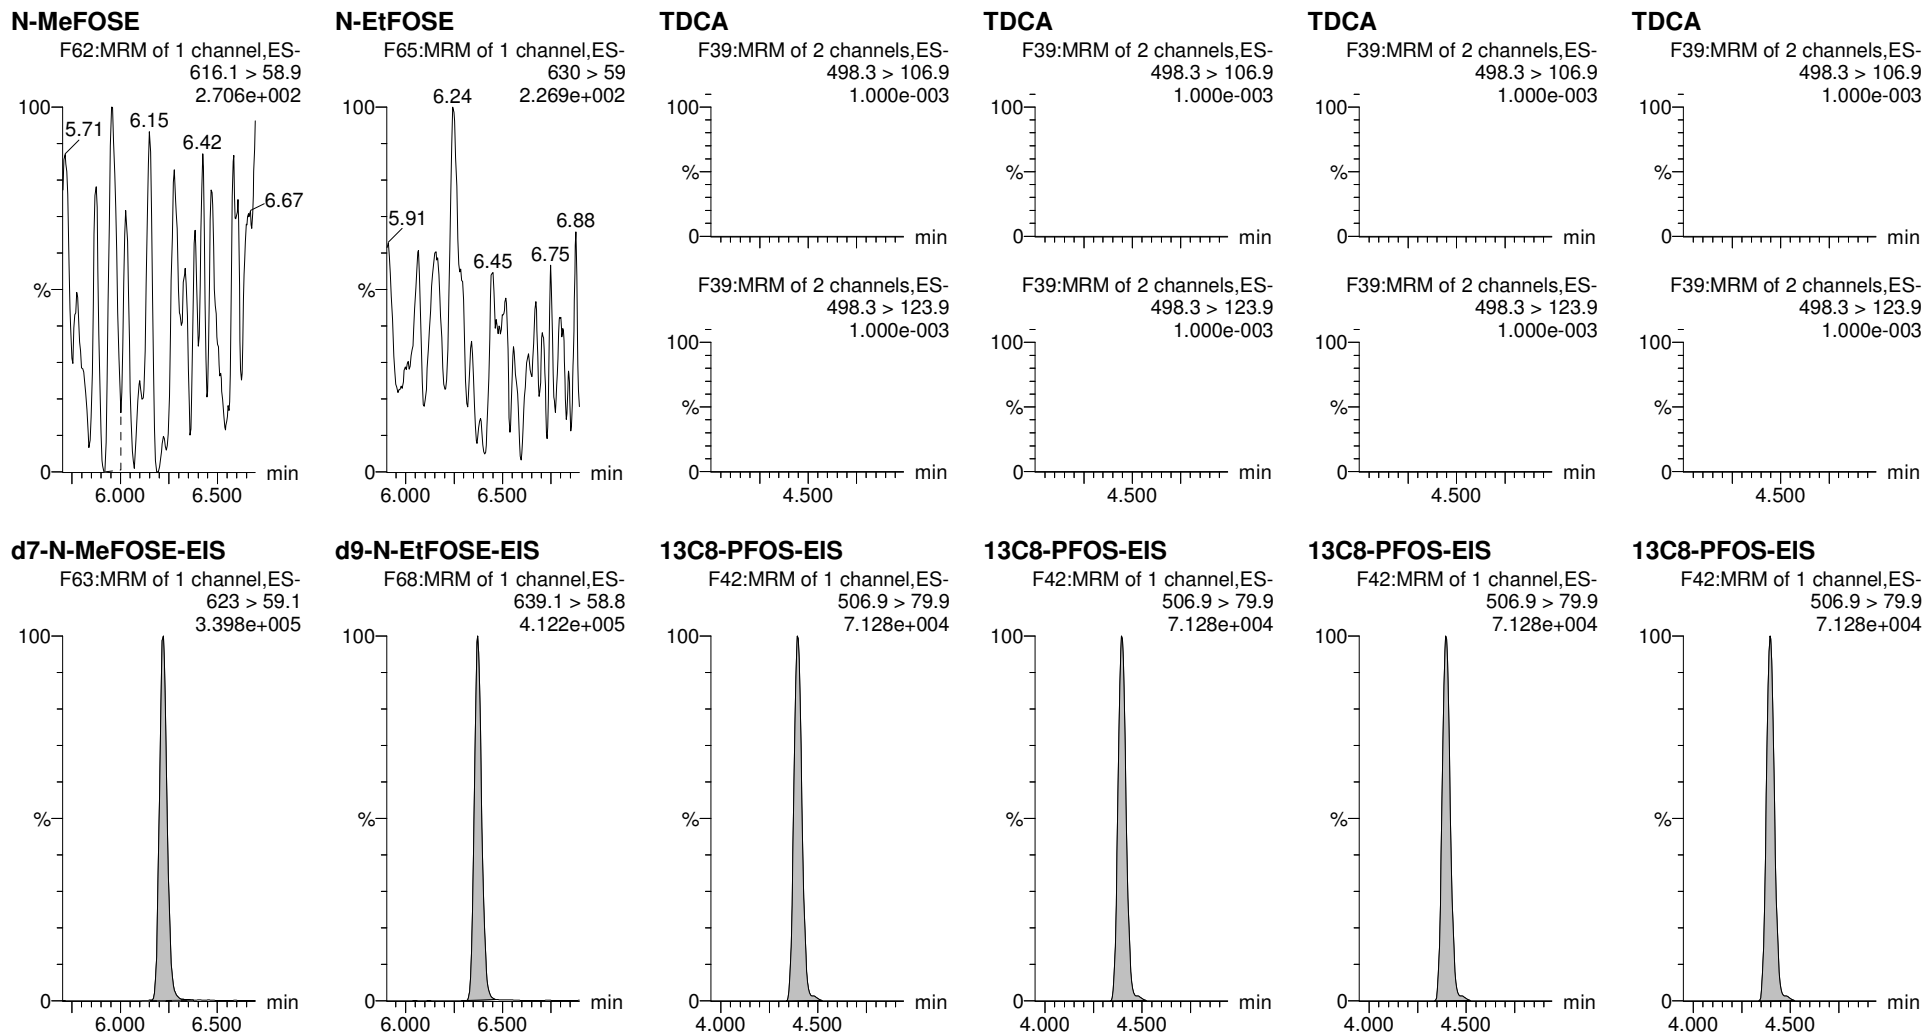 N-MeFOSE
F62:MRM of 1 channel,ES-
616.1 > 58.9
2.706e+002
100
%
0
5.71
6.15
6.42
6.67
6.000
6.500
min
N-EtFOSE
F65:MRM of 1 channel,ES-
630 > 59
2.269e+002
100
%
0
6.24
5.91
6.45
6.75
6.88
6.000
6.500
min
TDCA
F39:MRM of 2 channels,ES-
498.3 > 106.9
1.000e-003
100
%
0
min
F39:MRM of 2 channels,ES-
498.3 > 123.9
1.000e-003
100
%
0
min
4.500
TDCA
F39:MRM of 2 channels,ES-
498.3 > 106.9
1.000e-003
100
%
0
min
F39:MRM of 2 channels,ES-
498.3 > 123.9
1.000e-003
100
%
0
min
4.500
TDCA
F39:MRM of 2 channels,ES-
498.3 > 106.9
1.000e-003
100
%
0
min
F39:MRM of 2 channels,ES-
498.3 > 123.9
1.000e-003
100
%
0
min
4.500
TDCA
F39:MRM of 2 channels,ES-
498.3 > 106.9
1.000e-003
100
%
0
min
F39:MRM of 2 channels,ES-
498.3 > 123.9
1.000e-003
100
%
0
min
4.500
d7-N-MeFOSE-EIS
F63:MRM of 1 channel,ES-
623 > 59.1
3.398e+005
100
%
0
min
6.000
6.500
d9-N-EtFOSE-EIS
F68:MRM of 1 channel,ES-
639.1 > 58.8
4.122e+005
100
%
0
min
6.000
6.500
13C8-PFOS-EIS
F42:MRM of 1 channel,ES-
506.9 > 79.9
7.128e+004
100
%
0
min
4.000
4.500
13C8-PFOS-EIS
F42:MRM of 1 channel,ES-
506.9 > 79.9
7.128e+004
100
%
0
min
4.000
4.500
13C8-PFOS-EIS
F42:MRM of 1 channel,ES-
506.9 > 79.9
7.128e+004
100
%
0
min
4.000
4.500
13C8-PFOS-EIS
F42:MRM of 1 channel,ES-
506.9 > 79.9
7.128e+004
100
%
0
min
4.000
4.500